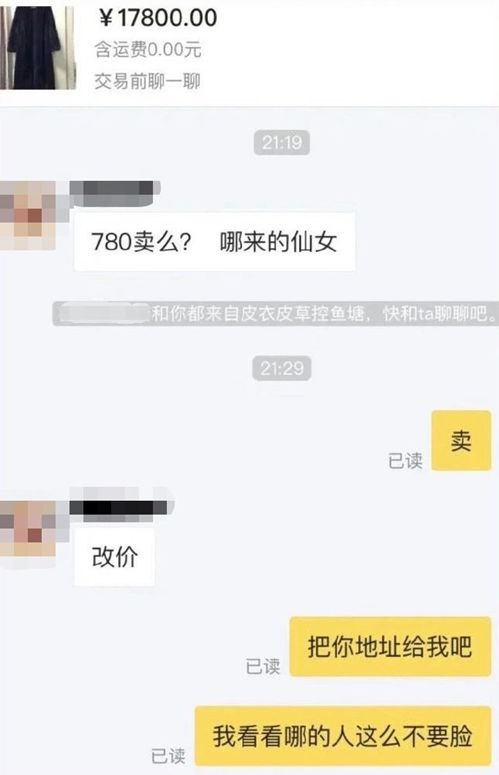 ￥17800.00
含运费0.00元
交易前聊一聊
21:19
780卖么？ 哪来的仙女
和你都来自皮衣皮草控鱼塘，快和ta聊聊吧。
21:29
卖
已读
改价
把你地址给我吧
已读
我看看哪的人这么不要脸
已读